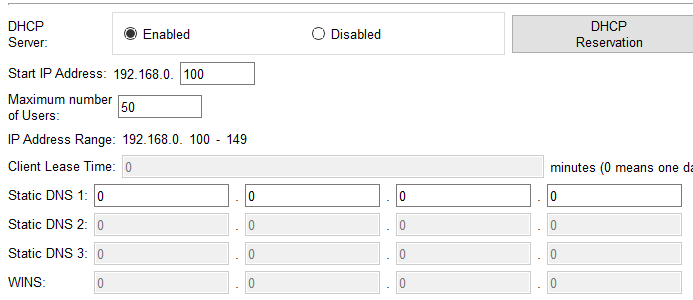 DHCP
Server:
Enabled
Disabled
DHCP
Reservation
Start IP Address: 192.168.0. 100
Maximum number
of Users:
50
IP Address Range: 192.168.0. 100 - 149
Client Lease Time: 0 minutes (0 means one da
Static DNS 1: 0 . 0 . 0 . 0
Static DNS 2: 0 . 0 . 0 . 0
Static DNS 3: 0 . 0 . 0 . 0
WINS: 0 . 0 . 0 . 0